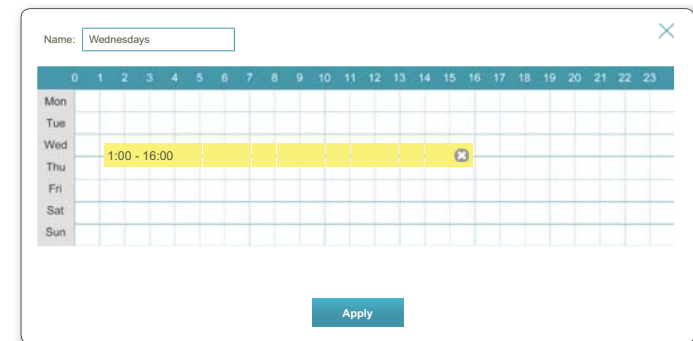 Name: Wednesdays
0 1 2 3 4 5 6 7 8 9 10 11 12 13 14 15 16 17 18 19 20 21 22 23
Mon
Tue
Wed
1:00 - 16:00
Thu
Fri
Sat
Sun
Apply